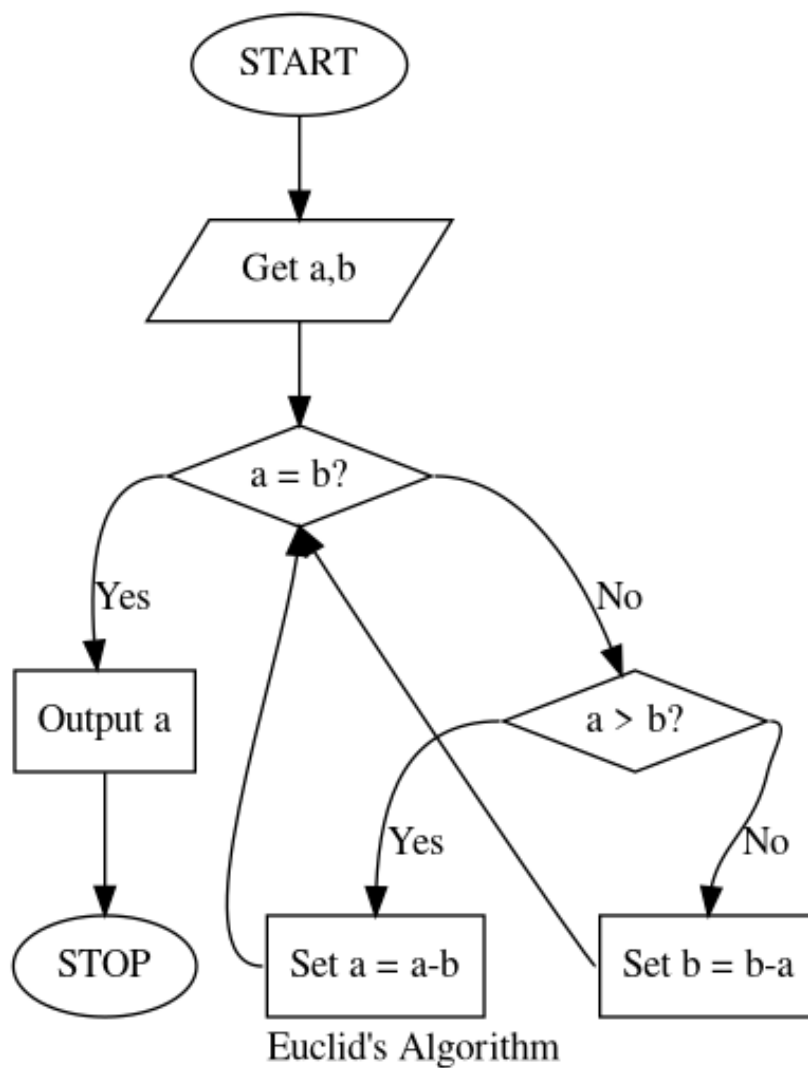 START
Get a,b
a = b?
Yes
No
Output a
a > b?
Yes
No
STOP
Set a = a-b
Set b = b-a
Euclid's Algorithm